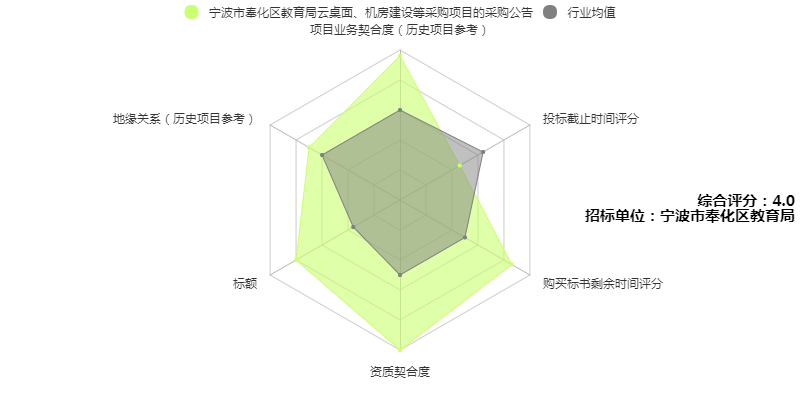 宁波市奉化区教育局云桌面、机房建设等采购项目的采购公告 行业均值
项目业务契合度（历史项目参考）
地缘关系（历史项目参考） 投标截止时间评分
综合评分：4.0
招标单位：宁波市奉化区教育局
标额 购买标书剩余时间评分
资质契合度